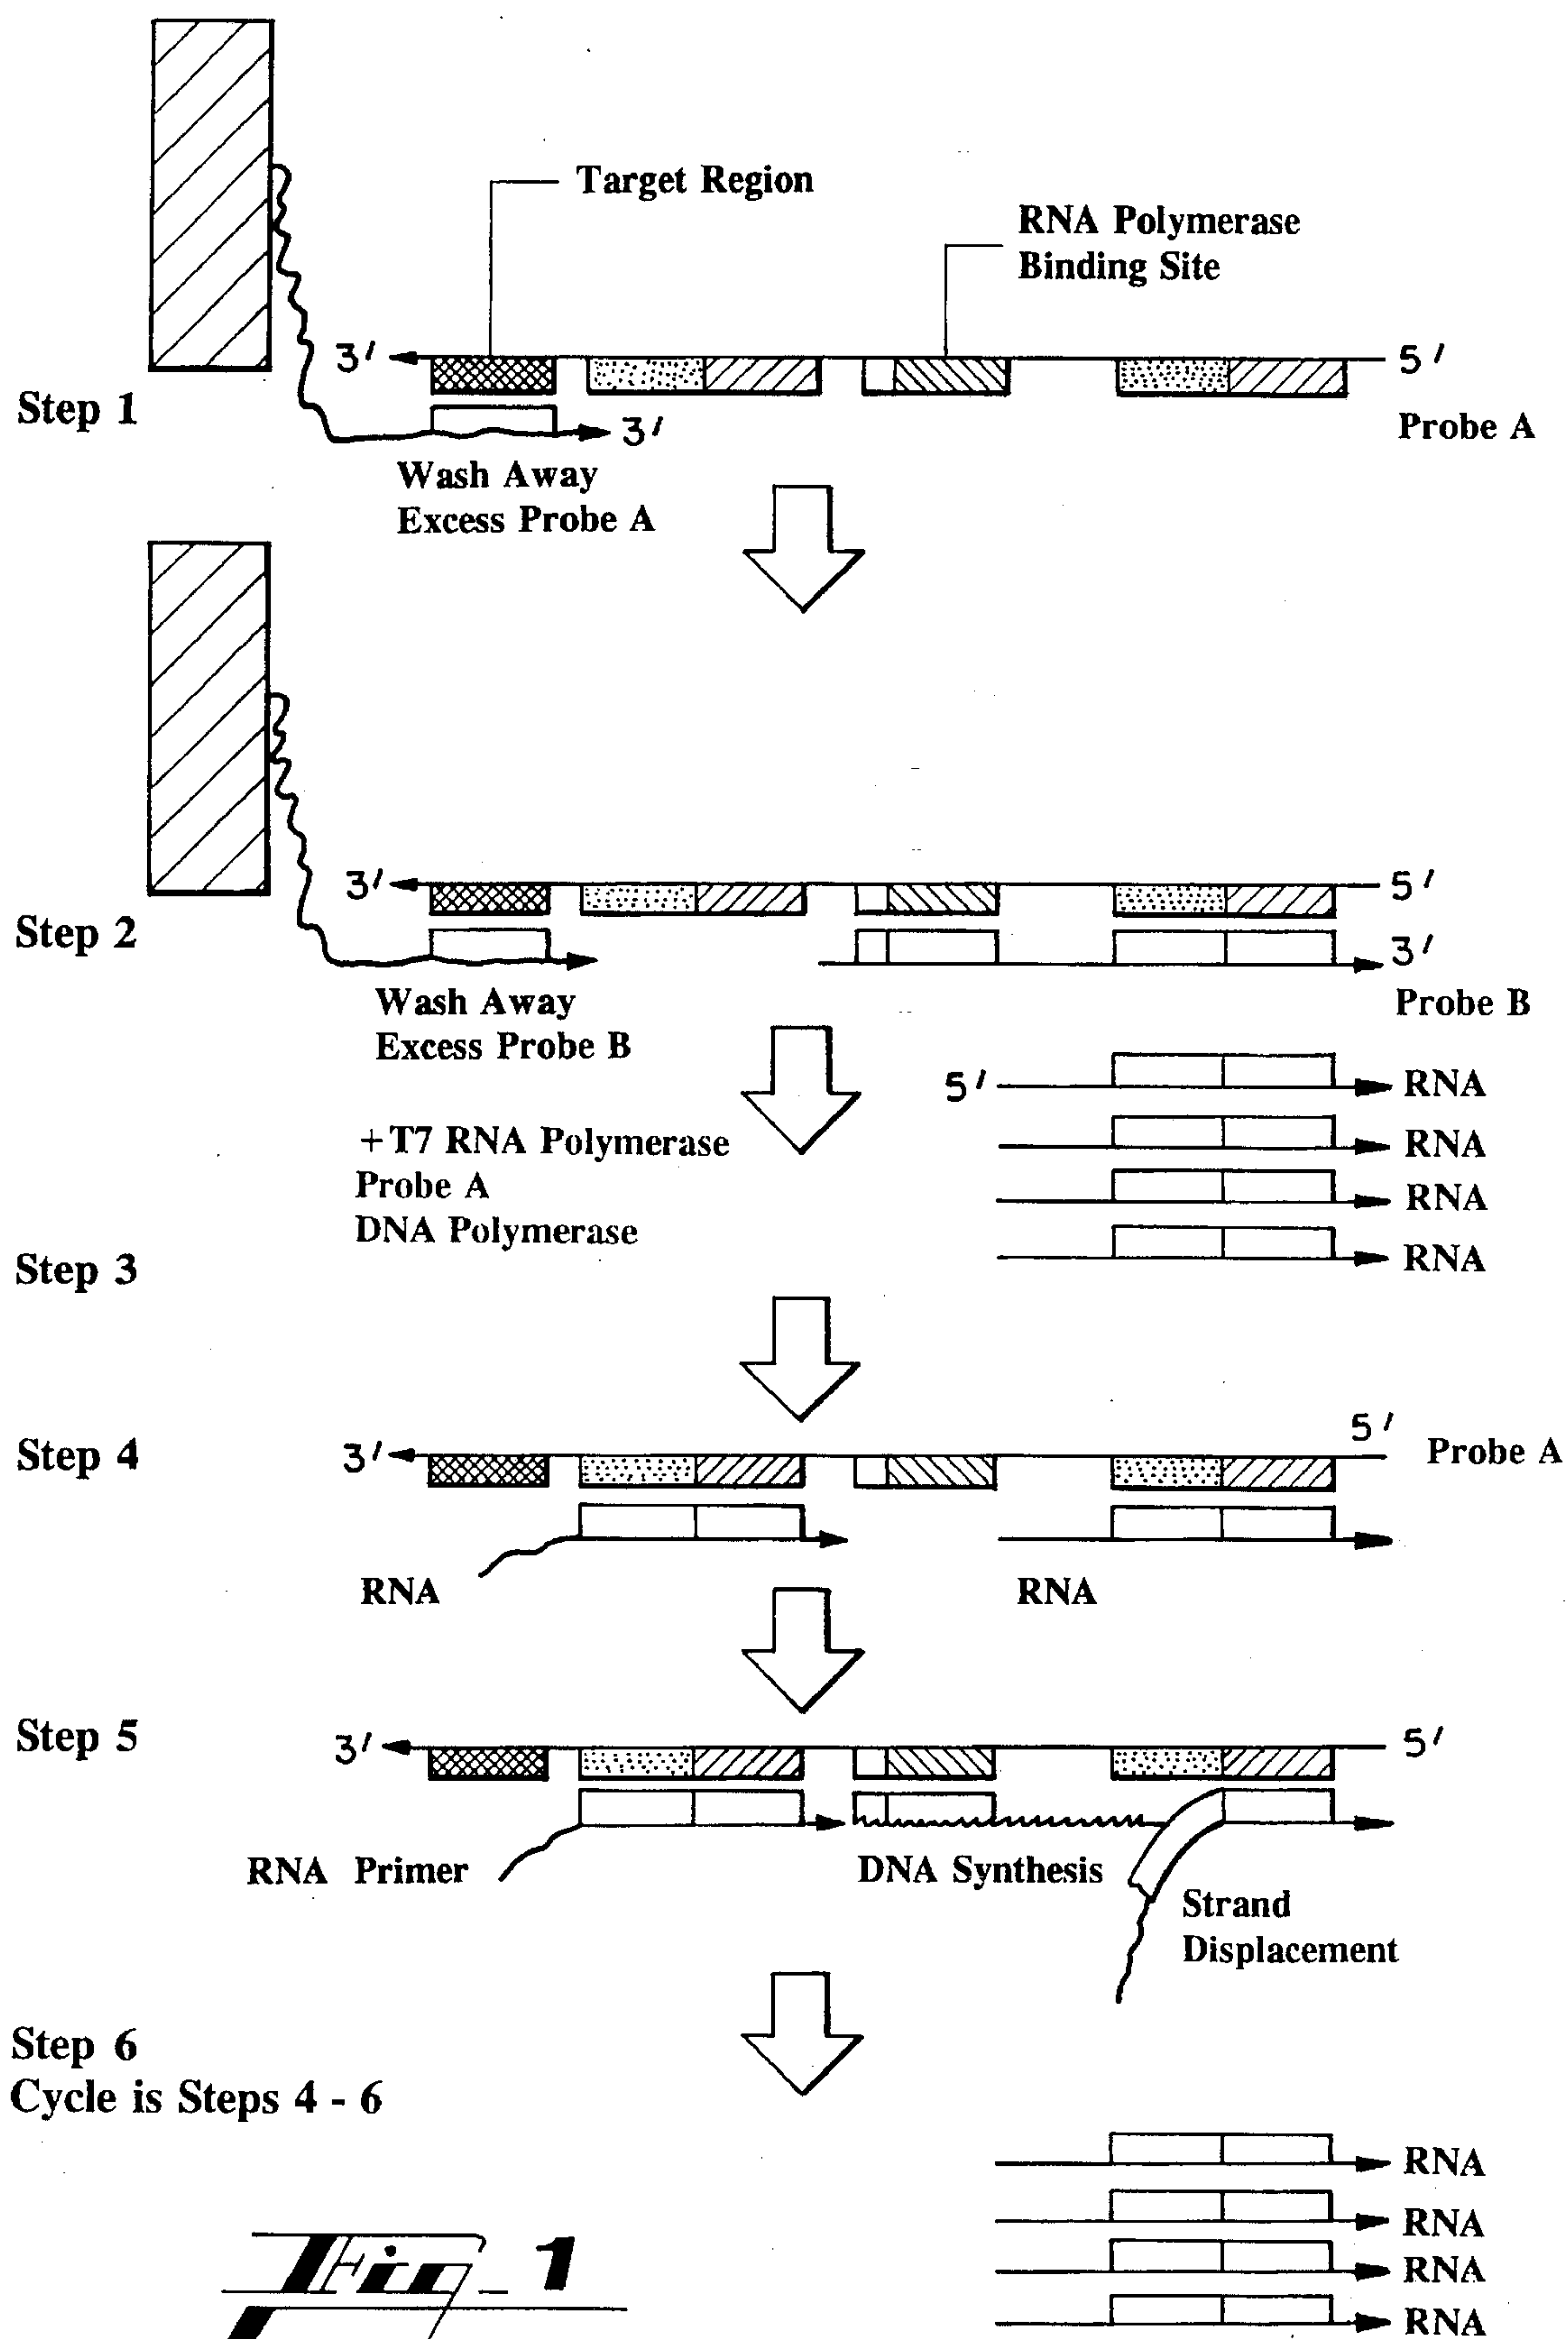 Target Region
RNA Polymerase
Binding Site
3′
5′
Step 1
3′
Probe A
Wash Away
Excess Probe A
3′
5′
Step 2
3′
Wash Away
Excess Probe B
Probe B
5′
RNA
+T7 RNA Polymerase
RNA
Probe A
RNA
DNA Polymerase
RNA
Step 3
5′
Step 4
3′
Probe A
RNA
RNA
Step 5
3′
5′
RNA Primer
DNA Synthesis
Strand
Displacement
Step 6
Cycle is Steps 4 - 6
RNA
RNA
RNA
RNA
Fig_1